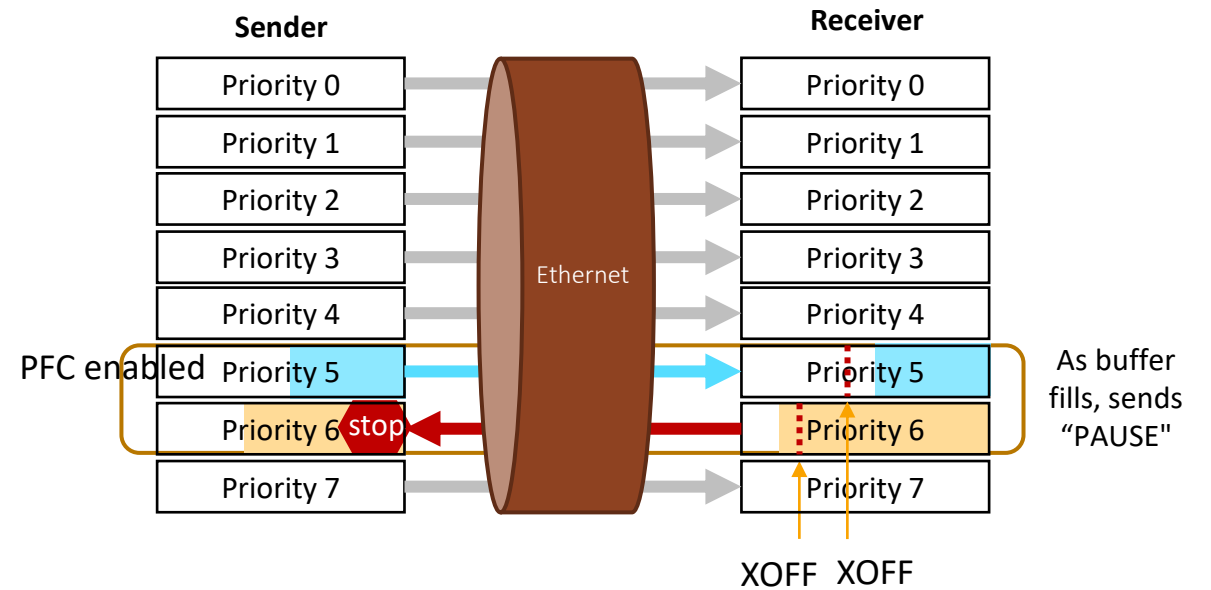 Sender
Receiver
Priority 0
Priority 0
Priority 1
Priority 1
Priority 2
Priority 2
Priority 3
Priority 3
Ethernet
Priority 4
Priority 4
PFC enabled
Priority 5
Priority 5
As buffer
fills, sends
“PAUSE"
Priority 6
stop
Priority 6
Priority 7
Priority 7
XOFF
XOFF